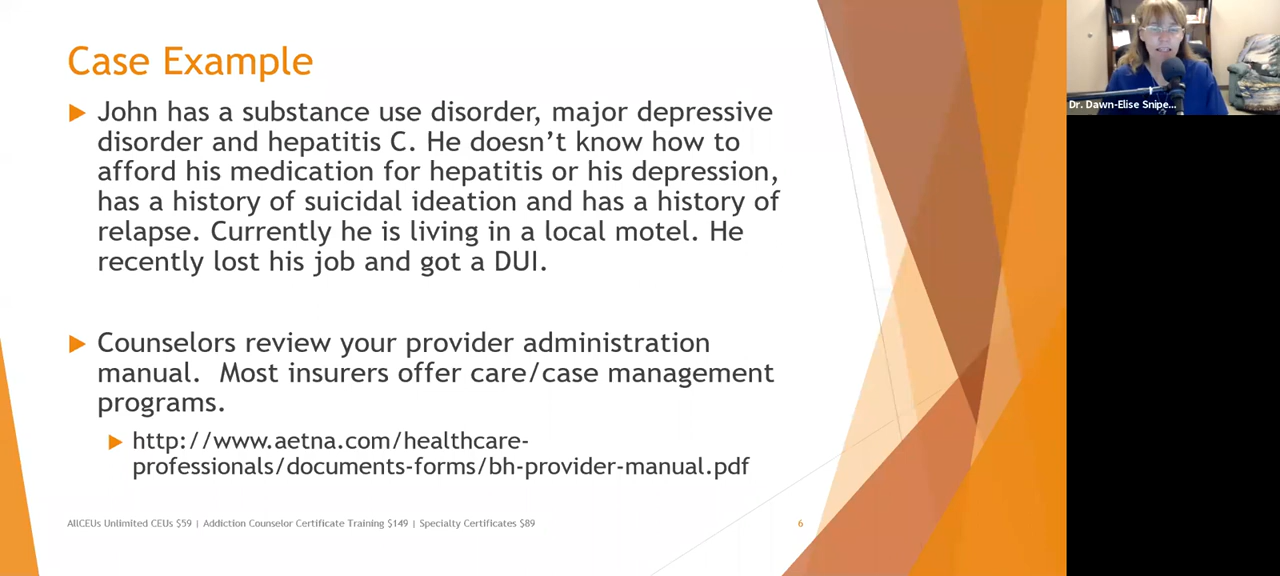 Case Example
John has a substance use disorder, major depressive
disorder and hepatitis C. He doesn’t know how to
afford his medication for hepatitis or his depression,
has a history of suicidal ideation and has a history of
relapse. Currently he is living in a local motel. He
recently lost his job and got a DUI.
Counselors review your provider administration
manual. Most insurers offer care/case management
programs.
http://www.aetna.com/healthcare-
professionals/documents-forms/bh-provider-manual.pdf
AllCEUs Unlimited CEUs $59 | Addiction Counselor Certificate Training $149 | Specialty Certificates $89
6
Dr. Dawn-Elise Snipe...